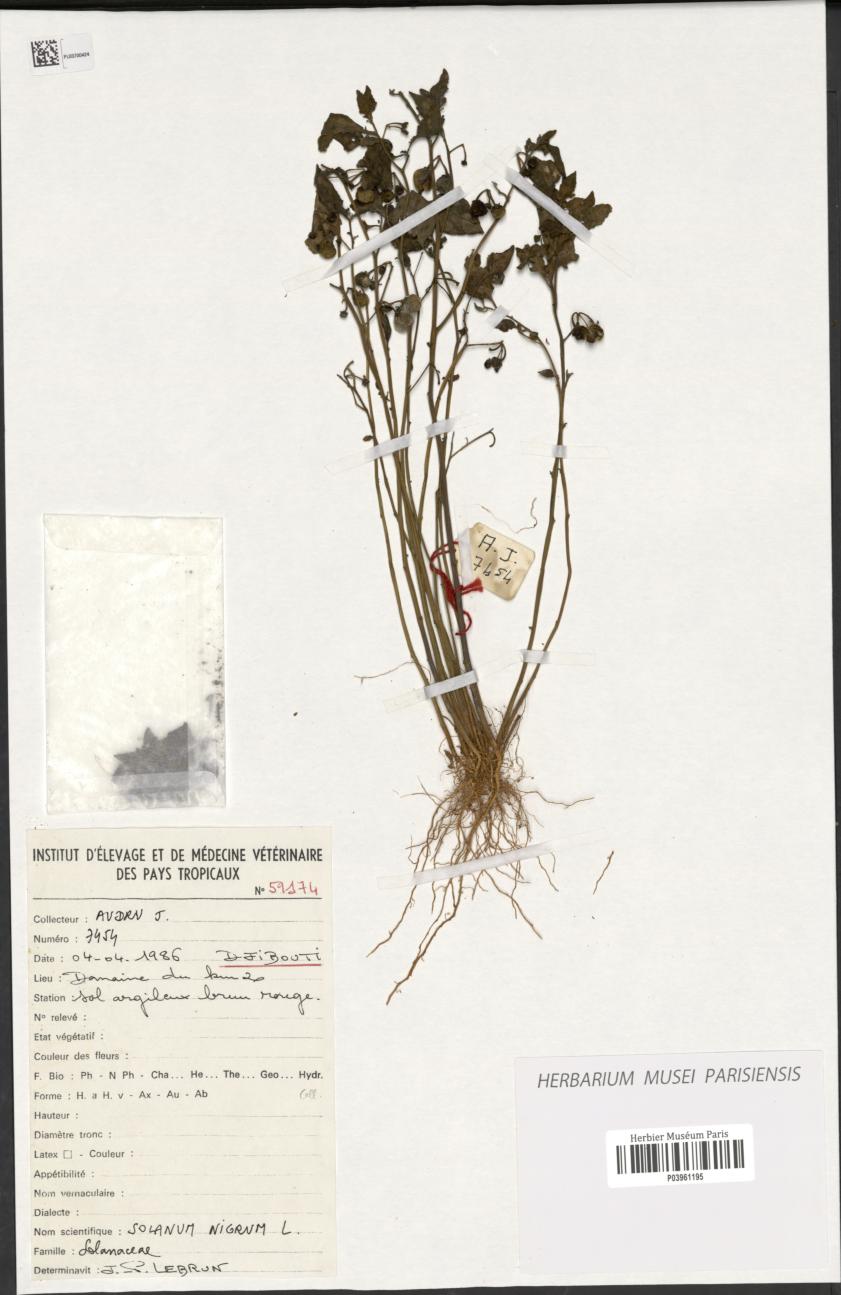 PU00700424
A. J.
7454
INSTITUT D'ÉLEVAGE ET DE MÉDECINE VÉTÉRINAIRE
DES PAYS TROPICAUX
N° 59174
Collecteur : AUDRU J.
Numéro : 7454
Date : 04-04. 1986 DJIBOUTI
Lieu : Domaine du km 20
Station : sol argileux brun rouge.
N° relevé :
Etat végétatif :
Couleur des fleurs :
F. Bio : Ph - N Ph - Cha... He... The... Geo... Hydr.
Forme : H. a H. v - Ax - Au - Ab
Hauteur :
Diamètre tronc :
Latex □ - Couleur :
Appétibilité :
Nom vernaculaire :
Dialecte :
Nom scientifique : SOLANUM NIGRUM L.
Famille : Solanaceae
Determinavit : J.P. LEBRUN
HERBARIUM MUSEI PARISIENSIS
Herbier Muséum Paris
P03961195